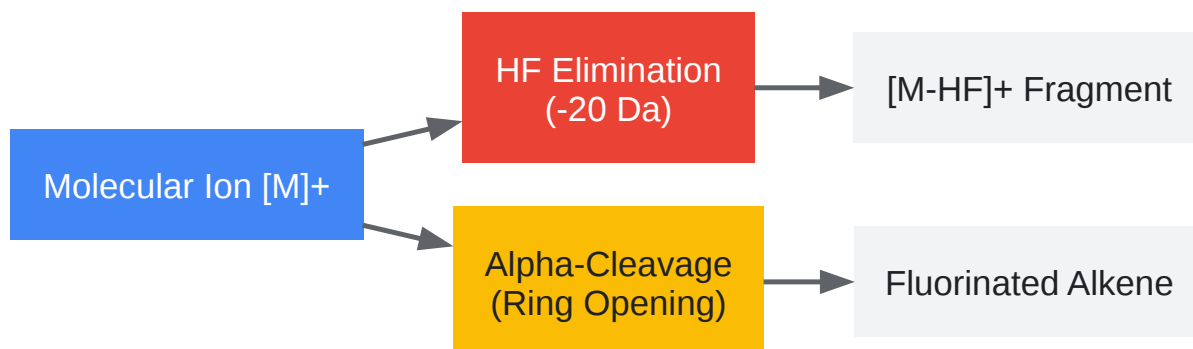 Molecular Ion [M]+
HF Elimination
(-20 Da)
[M-HF]+ Fragment
Alpha-Cleavage
(Ring Opening)
Fluorinated Alkene